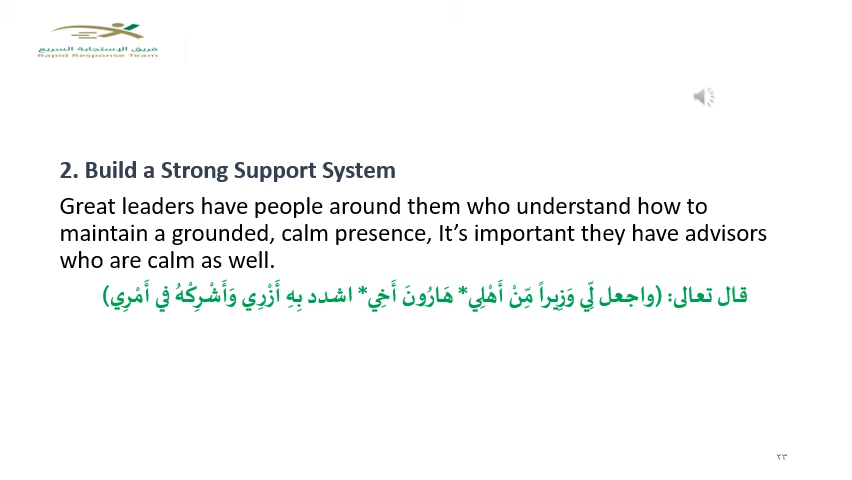 فريق الإستجابة السريع
Rapid Response Team
2. Build a Strong Support System
Great leaders have people around them who understand how to
maintain a grounded, calm presence, It’s important they have advisors
who are calm as well.
قال تعالى: (واجعل لِّي وَزِيراً مِّنْ أَهْلِي* هَارُونَ أَخِي* اشدد بِهِ أَزْرِي وَأَشْرِكْهُ فِي أَمْرِي)
٢٣